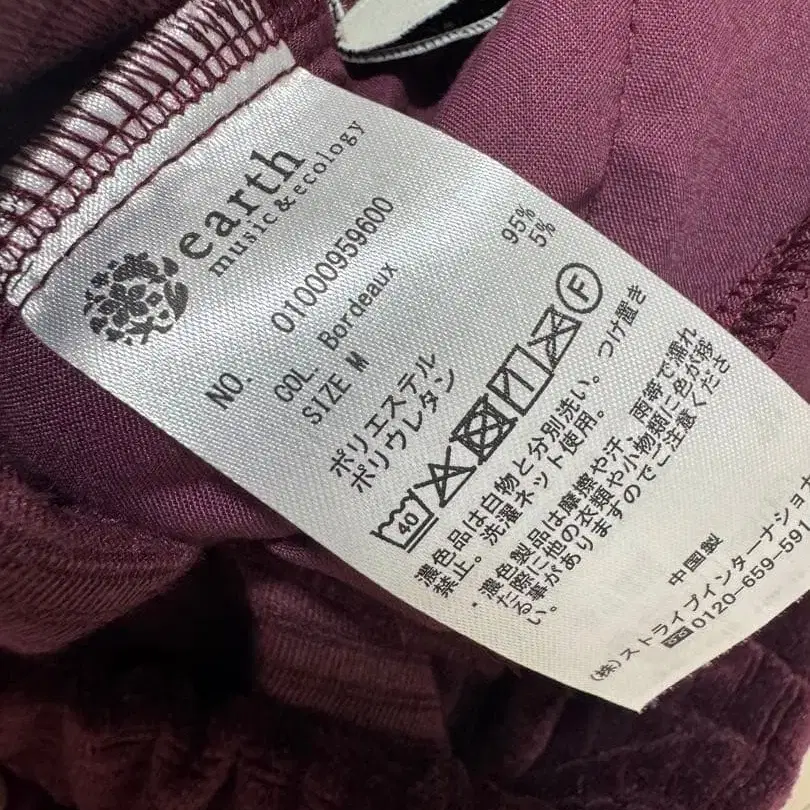 earth
music & ecology
NO. 01000959600
COL. Bordeaux
SIZE M
ポリエステル 95%
ポリウレタン 5%
40 F
濃色品は白物と分別洗い。つけ置き
禁止。洗濯ネット使用。
・濃色製品は摩擦や汗、雨等で濡れ
た際に他の衣類や小物類に色が移
る事がありますのでご注意くださ
い。
中国製
(株)ストライプインターナショナ
0120-659-591